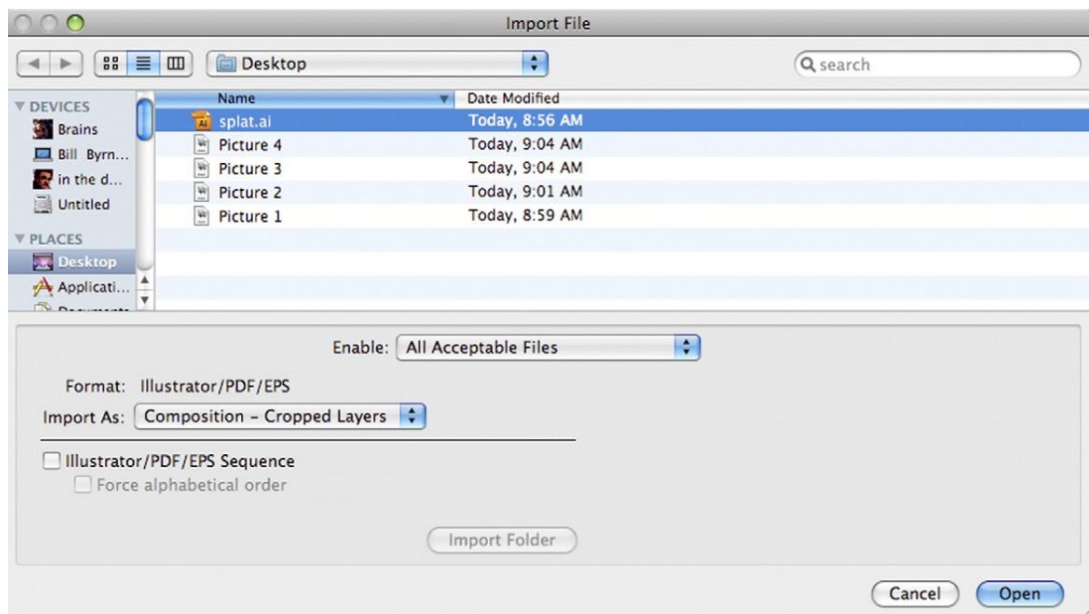 Import File
Desktop
search
DEVICES
Brains
Bill Byrn...
in the d...
Untitled
PLACES
Desktop
Applicati...
Documents
Name Date Modified
splat.ai Today, 8:56 AM
Picture 4 Today, 9:04 AM
Picture 3 Today, 9:04 AM
Picture 2 Today, 9:01 AM
Picture 1 Today, 8:59 AM
Enable: All Acceptable Files
Format: Illustrator/PDF/EPS
Import As: Composition – Cropped Layers
Illustrator/PDF/EPS Sequence
Force alphabetical order
Import Folder
Cancel Open